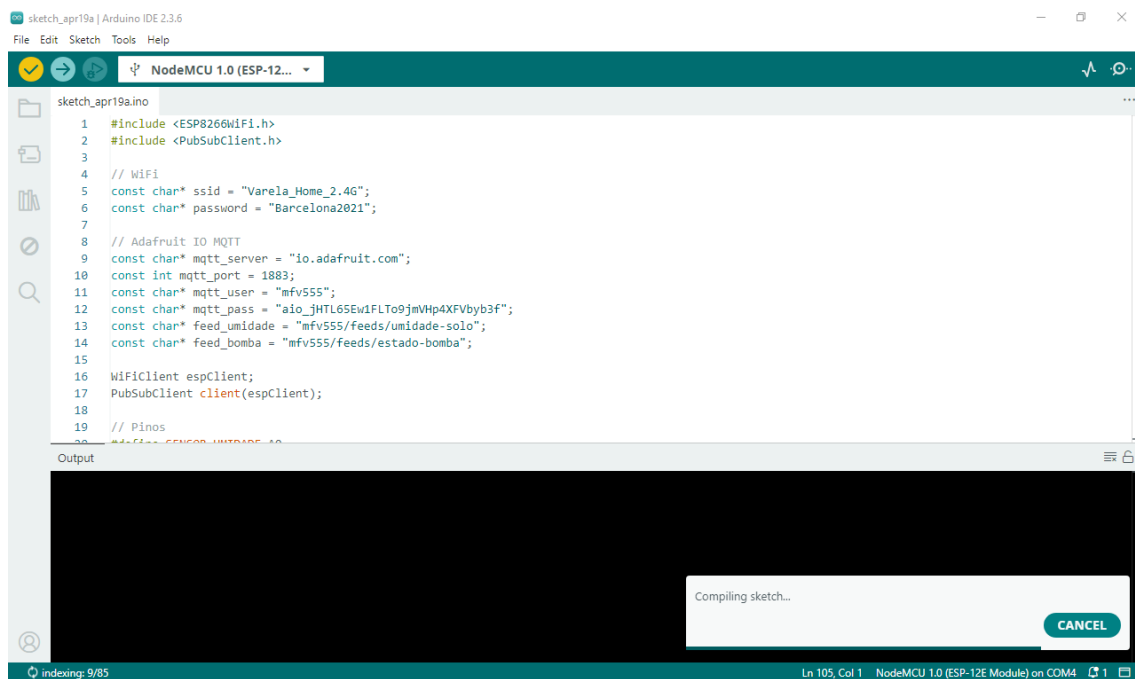 sketch_apr19a | Arduino IDE 2.3.6
File Edit Sketch Tools Help
NodeMCU 1.0 (ESP-12E...
sketch_apr19a.ino
1 #include <ESP8266WiFi.h>
2 #include <PubSubClient.h>
3
4 // WiFi
5 const char* ssid = "Varela_Home_2.4G";
6 const char* password = "Barcelona2021";
7
8 // Adafruit IO MQTT
9 const char* mqtt_server = "io.adafruit.com";
10 const int mqtt_port = 1883;
11 const char* mqtt_user = "mfv555";
12 const char* mqtt_pass = "aio_jHTL65Ew1FLTo9jmVHp4XFVbyb3f";
13 const char* feed_umidade = "mfv555/feeds/umidade-solo";
14 const char* feed_bomba = "mfv555/feeds/estado-bomba";
15
16 WiFiClient espClient;
17 PubSubClient client(espClient);
18
19 // Pinos
20 #define SENSOR_UMIDADE A0
Output
Compiling sketch...
CANCEL
indexing: 9/85
Ln 105, Col 1 NodeMCU 1.0 (ESP-12E Module) on COM4 1